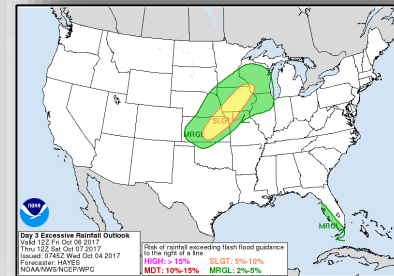 SLGT
MRGL
MRGL
NOAA
Day 3 Excessive Rainfall Outlook
Valid 12Z Fri Oct 06 2017
Thru 12Z Sat Oct 07 2017
Issued: 0745Z Wed Oct 04 2017
Forecaster: HAYES
NOAA/NWS/NCEP/WPC
Risk of rainfall exceeding flash flood guidance
to the right of a line
HIGH: > 15% SLGT: 5%-10%
MDT: 10%-15% MRGL: 2%-5%